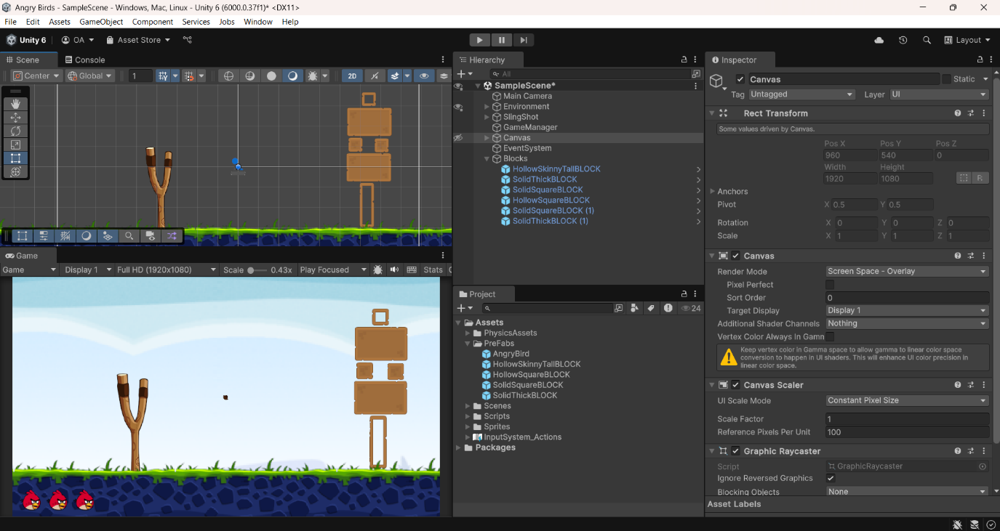 Angry Birds - SampleScene - Windows, Mac, Linux - Unity 6 (6000.0.37f1)* <DX11>
File Edit Assets GameObject Component Services Jobs Window Help
Unity 6 OA Asset Store Layout
Scene Console
Center Global 1 2D
Game
Game Display 1 Full HD (1920x1080) Scale 0.43x Play Focused Stats
Hierarchy
All
SampleScene*
Main Camera
Environment
SlingShot
GameManager
Canvas
EventSystem
Blocks
HollowSkinnyTallBLOCK
SolidThickBLOCK
SolidSquareBLOCK
HollowSquareBLOCK
SolidSquareBLOCK (1)
SolidThickBLOCK (1)
Project
24
Assets
PhysicsAssets
PreFabs
AngryBird
HollowSkinnyTallBLOCK
HollowSquareBLOCK
SolidSquareBLOCK
SolidThickBLOCK
Scenes
Scripts
Sprites
InputSystem_Actions
Packages
Inspector
Canvas Static
Tag Untagged Layer UI
Rect Transform
Some values driven by Canvas.
Pos X Pos Y Pos Z
960 540 0
Width Height
1920 1080 R
Anchors
Pivot X 0.5 Y 0.5
Rotation X 0 Y 0 Z 0
Scale X 1 Y 1 Z 1
Canvas
Render Mode Screen Space - Overlay
Pixel Perfect
Sort Order 0
Target Display Display 1
Additional Shader Channels Nothing
Vertex Color Always In Gamm
Keep vertex color in Gamma space to allow gamma to linear color space
conversion to happen in UI shaders. This will enhance UI color precision in
linear color space.
Canvas Scaler
UI Scale Mode Constant Pixel Size
Scale Factor 1
Reference Pixels Per Unit 100
Graphic Raycaster
Script GraphicRaycaster
Ignore Reversed Graphics
Blocking Objects None
Asset Labels